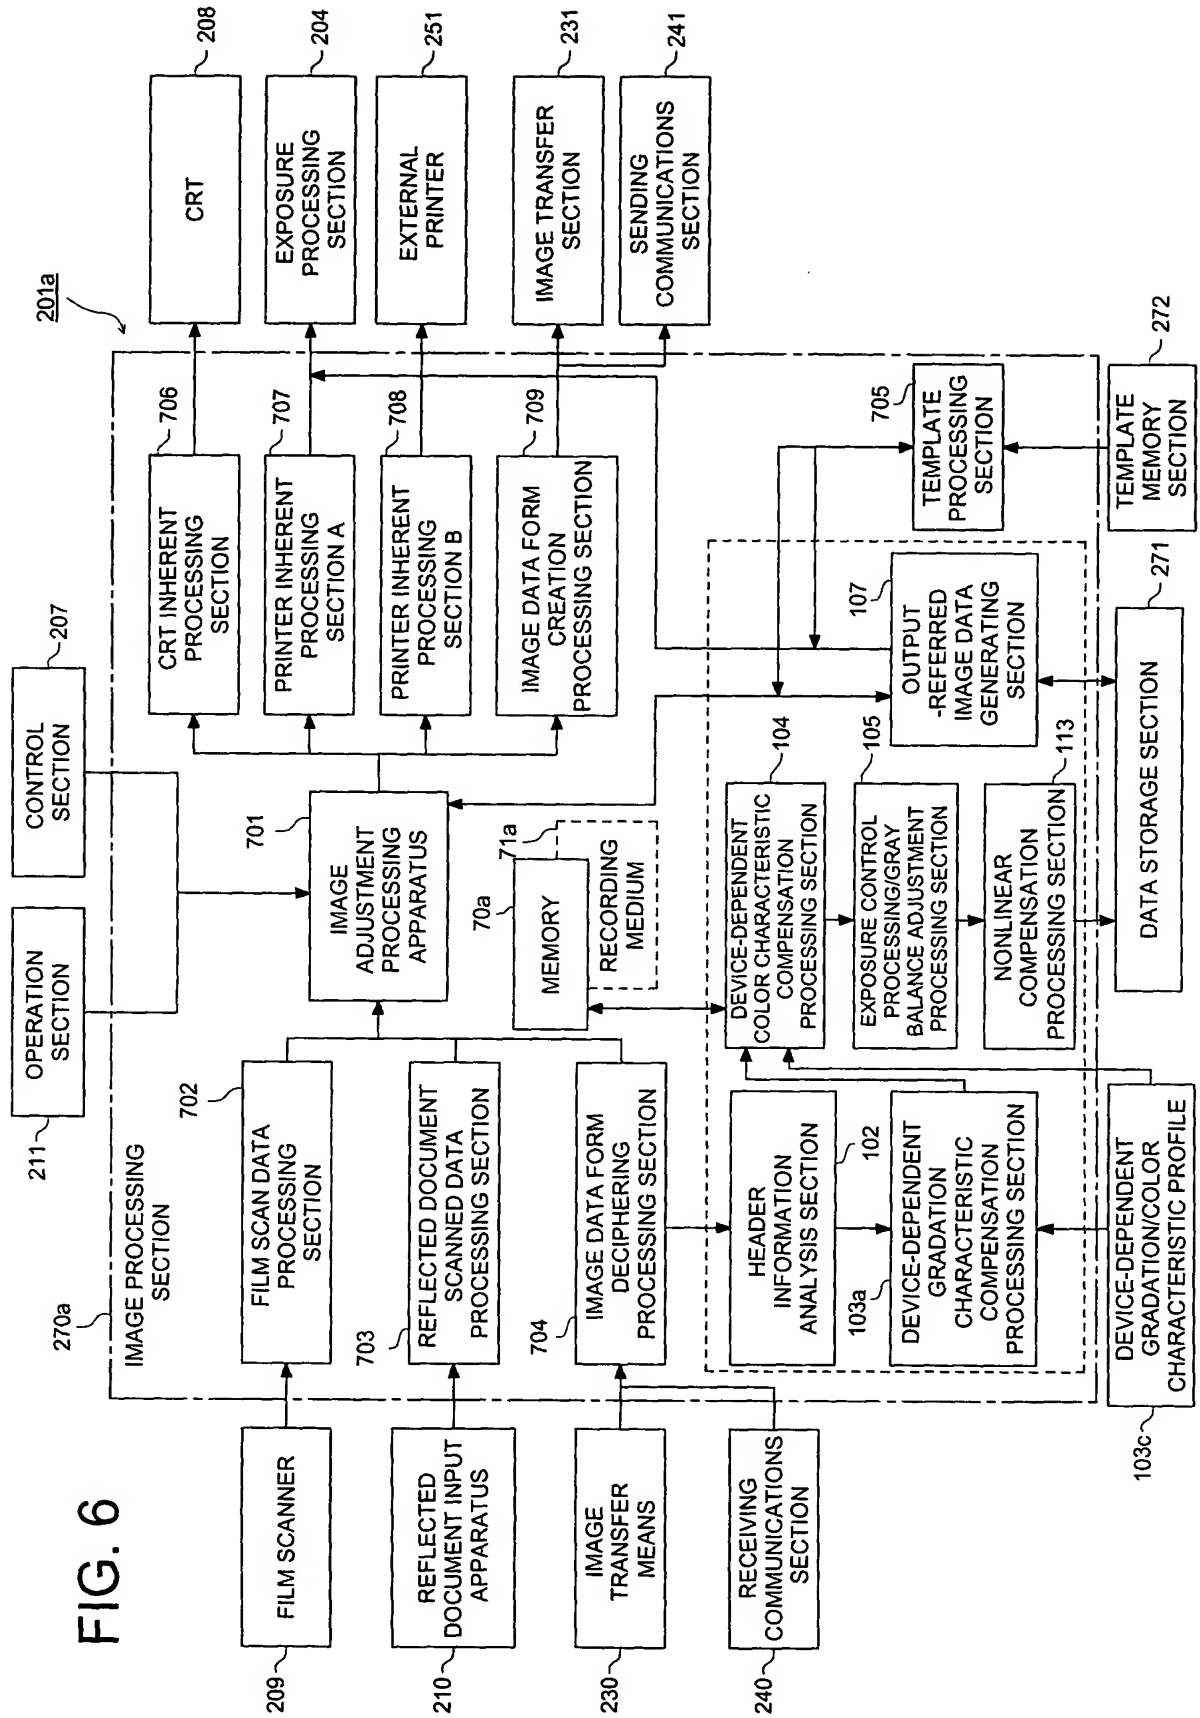 FIG. 6
201a
211
OPERATION
SECTION
CONTROL
SECTION
207
270a
IMAGE PROCESSING
SECTION
209
FILM SCANNER
702
FILM SCAN DATA
PROCESSING
SECTION
210
REFLECTED
DOCUMENT INPUT
APPARATUS
703
REFLECTED DOCUMENT
SCANNED DATA
PROCESSING SECTION
230
IMAGE
TRANSFER
MEANS
704
IMAGE DATA FORM
DECIPHERING
PROCESSING SECTION
240
RECEIVING
COMMUNICATIONS
SECTION
701
IMAGE
ADJUSTMENT
PROCESSING
APPARATUS
706
CRT INHERENT
PROCESSING
SECTION
707
PRINTER INHERENT
PROCESSING
SECTION A
708
PRINTER INHERENT
PROCESSING
SECTION B
709
IMAGE DATA FORM
CREATION
PROCESSING SECTION
CRT
208
EXPOSURE
PROCESSING
SECTION
204
EXTERNAL
PRINTER
251
IMAGE TRANSFER
SECTION
231
SENDING
COMMUNICATIONS
SECTION
241
70a
MEMORY
71a
RECORDING
MEDIUM
HEADER
INFORMATION
ANALYSIS SECTION
102
103a
DEVICE-DEPENDENT
GRADATION
CHARACTERISTIC
COMPENSATION
PROCESSING SECTION
DEVICE-DEPENDENT
COLOR CHARACTERISTIC
COMPENSATION
PROCESSING SECTION
104
EXPOSURE CONTROL
PROCESSING/GRAY
BALANCE ADJUSTMENT
PROCESSING SECTION
105
NONLINEAR
COMPENSATION
PROCESSING SECTION
113
107
OUTPUT
-REFERRED
IMAGE DATA
GENERATING
SECTION
705
TEMPLATE
PROCESSING
SECTION
103c
DEVICE-DEPENDENT
GRADATION/COLOR
CHARACTERISTIC PROFILE
DATA STORAGE SECTION
271
TEMPLATE
MEMORY
SECTION
272